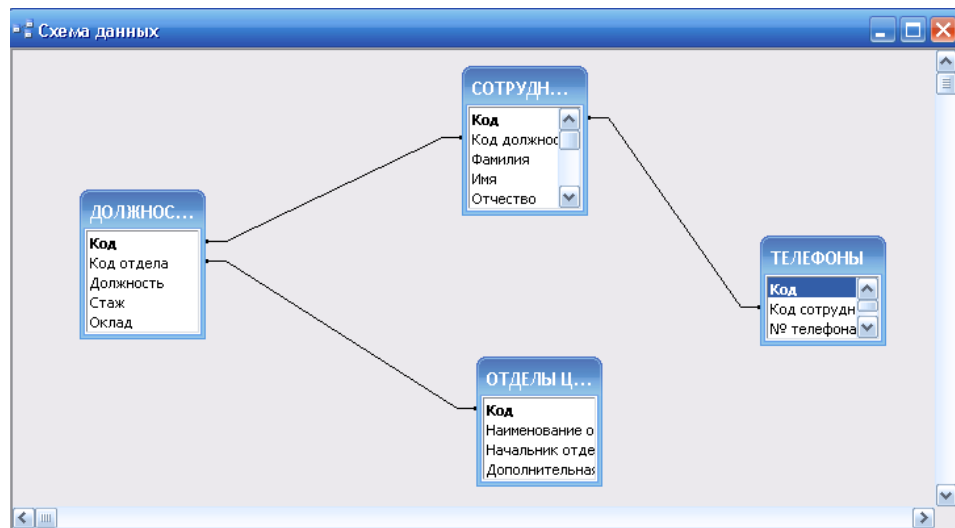 Схема данных
СОТРУДН...
Код
Код должнос
Фамилия
Имя
Отчество
ДОЛЖНОС...
Код
Код отдела
Должность
Стаж
Оклад
ТЕЛЕФОНЫ
Код
Код сотрудн
№ телефона
ОТДЕЛЫ Ц...
Код
Наименование о
Начальник отде
Дополнительная